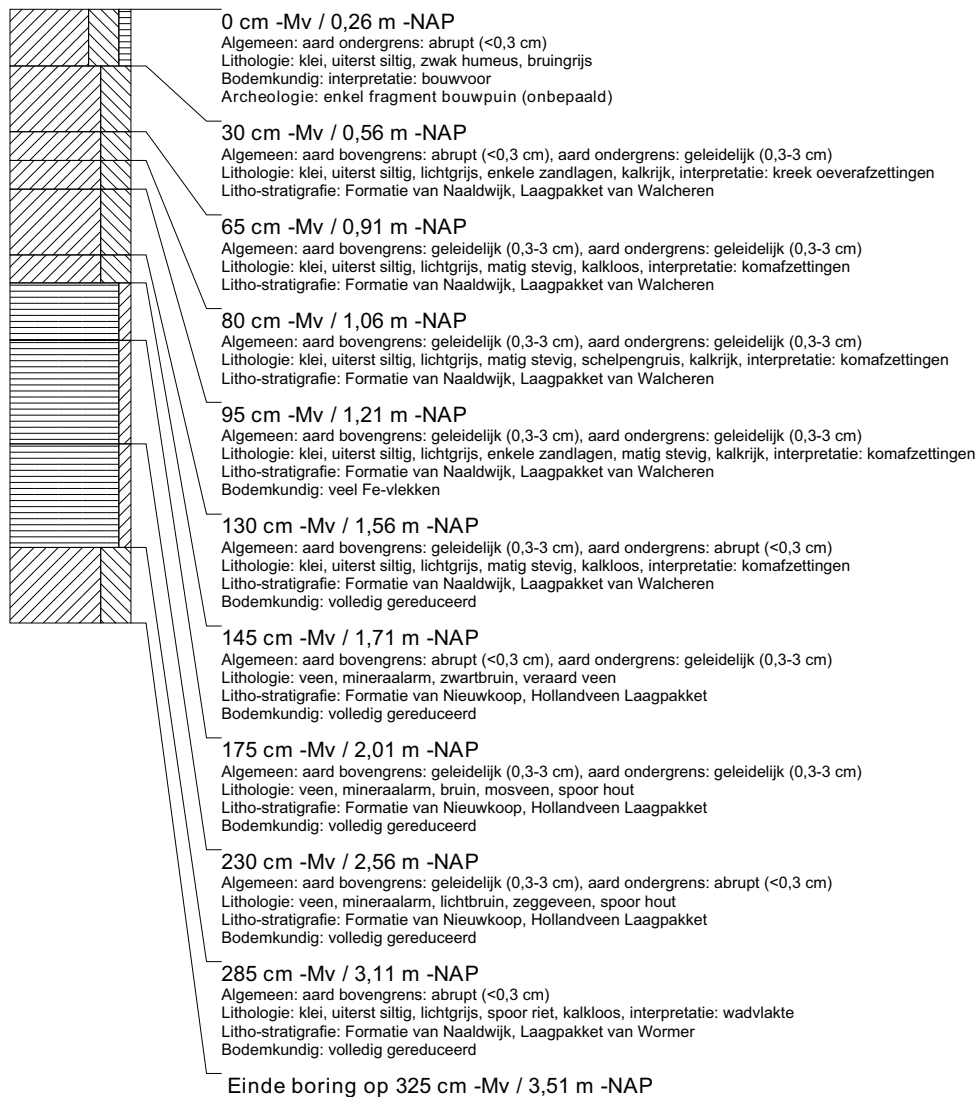 0 cm -Mv / 0,26 m -NAP
Algemeen: aard ondergrens: abrupt (<0,3 cm)
Lithologie: klei, uiterst siltig, zwak humeus, bruingrijs
Bodemkundig: interpretatie: bouwvoor
Archeologie: enkel fragment bouwpuin (onbepaald)
30 cm -Mv / 0,56 m -NAP
Algemeen: aard bovengrens: abrupt (<0,3 cm), aard ondergrens: geleidelijk (0,3-3 cm)
Lithologie: klei, uiterst siltig, lichtgrijs, enkele zandlagen, kalkrijk, interpretatie: kreek oeverafzettingen
Litho-stratigrafie: Formatie van Naaldwijk, Laagpakket van Walcheren
65 cm -Mv / 0,91 m -NAP
Algemeen: aard bovengrens: geleidelijk (0,3-3 cm), aard ondergrens: geleidelijk (0,3-3 cm)
Lithologie: klei, uiterst siltig, lichtgrijs, matig stevig, kalkloos, interpretatie: komafzettingen
Litho-stratigrafie: Formatie van Naaldwijk, Laagpakket van Walcheren
80 cm -Mv / 1,06 m -NAP
Algemeen: aard bovengrens: geleidelijk (0,3-3 cm), aard ondergrens: geleidelijk (0,3-3 cm)
Lithologie: klei, uiterst siltig, lichtgrijs, matig stevig, schelpengruis, kalkrijk, interpretatie: komafzettingen
Litho-stratigrafie: Formatie van Naaldwijk, Laagpakket van Walcheren
95 cm -Mv / 1,21 m -NAP
Algemeen: aard bovengrens: geleidelijk (0,3-3 cm), aard ondergrens: geleidelijk (0,3-3 cm)
Lithologie: klei, uiterst siltig, lichtgrijs, enkele zandlagen, matig stevig, kalkrijk, interpretatie: komafzettingen
Litho-stratigrafie: Formatie van Naaldwijk, Laagpakket van Walcheren
Bodemkundig: veel Fe-vlekken
130 cm -Mv / 1,56 m -NAP
Algemeen: aard bovengrens: geleidelijk (0,3-3 cm), aard ondergrens: abrupt (<0,3 cm)
Lithologie: klei, uiterst siltig, lichtgrijs, matig stevig, kalkloos, interpretatie: komafzettingen
Litho-stratigrafie: Formatie van Naaldwijk, Laagpakket van Walcheren
Bodemkundig: volledig gereduceerd
145 cm -Mv / 1,71 m -NAP
Algemeen: aard bovengrens: abrupt (<0,3 cm), aard ondergrens: geleidelijk (0,3-3 cm)
Lithologie: veen, mineraalarm, zwartbruin, veraard veen
Litho-stratigrafie: Formatie van Nieuwkoop, Hollandveen Laagpakket
Bodemkundig: volledig gereduceerd
175 cm -Mv / 2,01 m -NAP
Algemeen: aard bovengrens: geleidelijk (0,3-3 cm), aard ondergrens: geleidelijk (0,3-3 cm)
Lithologie: veen, mineraalarm, bruin, mosveen, spoor hout
Litho-stratigrafie: Formatie van Nieuwkoop, Hollandveen Laagpakket
Bodemkundig: volledig gereduceerd
230 cm -Mv / 2,56 m -NAP
Algemeen: aard bovengrens: geleidelijk (0,3-3 cm), aard ondergrens: abrupt (<0,3 cm)
Lithologie: veen, mineraalarm, lichtbruin, zeggeveen, spoor hout
Litho-stratigrafie: Formatie van Nieuwkoop, Hollandveen Laagpakket
Bodemkundig: volledig gereduceerd
285 cm -Mv / 3,11 m -NAP
Algemeen: aard bovengrens: abrupt (<0,3 cm)
Lithologie: klei, uiterst siltig, lichtgrijs, spoor riet, kalkloos, interpretatie: wadvlakte
Litho-stratigrafie: Formatie van Naaldwijk, Laagpakket van Wormer
Bodemkundig: volledig gereduceerd
Einde boring op 325 cm -Mv / 3,51 m -NAP